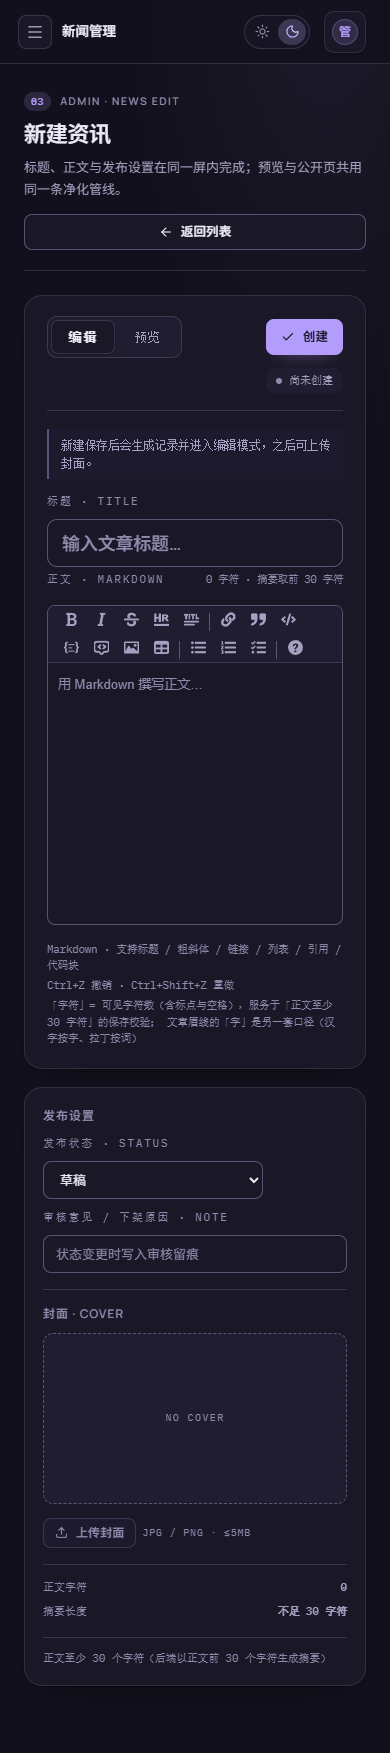 新闻管理
管
03 ADMIN · NEWS EDIT
新建资讯
标题、正文与发布设置在同一屏内完成；预览与公开页共用
同一条净化管线。
← 返回列表
编辑 预览 创建
尚未创建
新建保存后会生成记录并进入编辑模式，之后可上传
封面。
标题 · TITLE
输入文章标题…
正文 · MARKDOWN 0 字符 · 摘要取前 30 字符
B I S HR TITL
用 Markdown 撰写正文…
Markdown · 支持标题 / 粗斜体 / 链接 / 列表 / 引用 /
代码块
Ctrl+Z 撤销 · Ctrl+Shift+Z 重做
「字符」= 可见字符数（含标点与空格），服务于「正文至少
30 字符」的保存校验； 文章眉线的「字」是另一套口径（汉
字按字、拉丁按词）
发布设置
发布状态 · STATUS
草稿
审核意见 / 下架原因 · NOTE
状态变更时写入审核留痕
封面 · COVER
NO COVER
上传封面 JPG / PNG · ≤5MB
正文字符 0
摘要长度 不足 30 字符
正文至少 30 个字符（后端以正文前 30 个字符生成摘要）